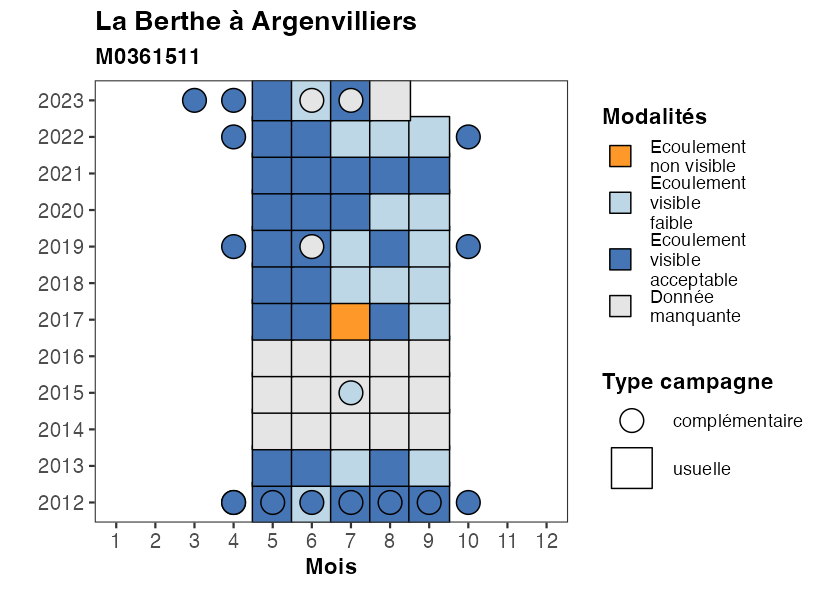 La Berthe à Argenvilliers
M0361511
2023
2022
2021
2020
2019
2018
2017
2016
2015
2014
2013
2012
1 2 3 4 5 6 7 8 9 10 11 12
Mois
Modalités
Ecoulement
non visible
Ecoulement
visible
faible
Ecoulement
visible
acceptable
Donnée
manquante
Type campagne
complémentaire
usuelle